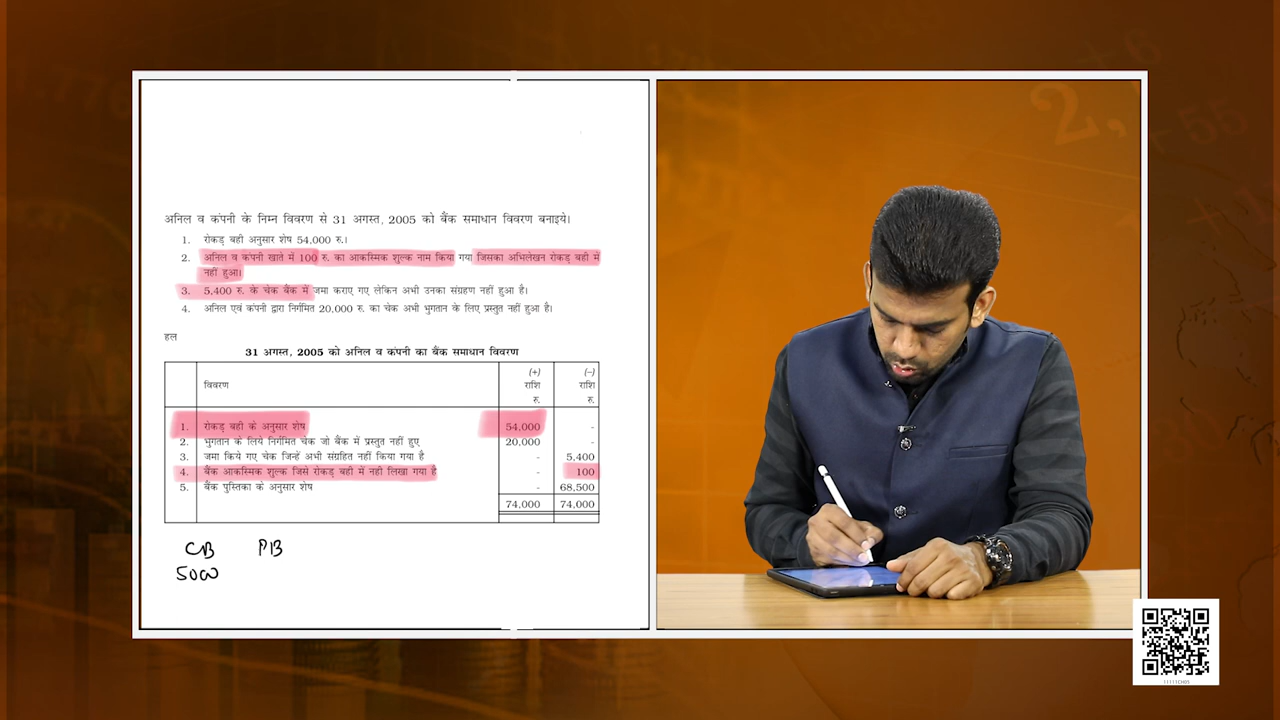 अनिल व कंपनी के निम्न विवरण से 31 अगस्त, 2005 को बैंक समाधान विवरण बनाइये।
1. रोकड़ बही अनुसार शेष 54,000 रु.।
2. अनिल व कंपनी खाते में 100 रु. का आकस्मिक शुल्क नाम किया गया जिसका अभिलेखन रोकड़ बही में
नहीं हुआ।
3. 5,400 रु. के चेक बैंक में जमा कराए गए लेकिन अभी उनका संग्रहण नहीं हुआ है।
4. अनिल एवं कंपनी द्वारा निर्गमित 20,000 रु. का चेक अभी भुगतान के लिए प्रस्तुत नहीं हुआ है।
हल
31 अगस्त, 2005 को अनिल व कंपनी का बैंक समाधान विवरण
(+) (–)
विवरण राशि राशि
रु. रु.
1. रोकड़ बही के अनुसार शेष 54,000 -
2. भुगतान के लिये निर्गमित चेक जो बैंक में प्रस्तुत नहीं हुए 20,000 -
3. जमा किये गए चेक जिन्हें अभी संग्रहित नहीं किया गया है - 5,400
4. बैंक आकस्मिक शुल्क जिसे रोकड़ बही में नही लिखा गया है - 100
5. बैंक पुस्तिका के अनुसार शेष - 68,500
74,000 74,000
CB PB
5000